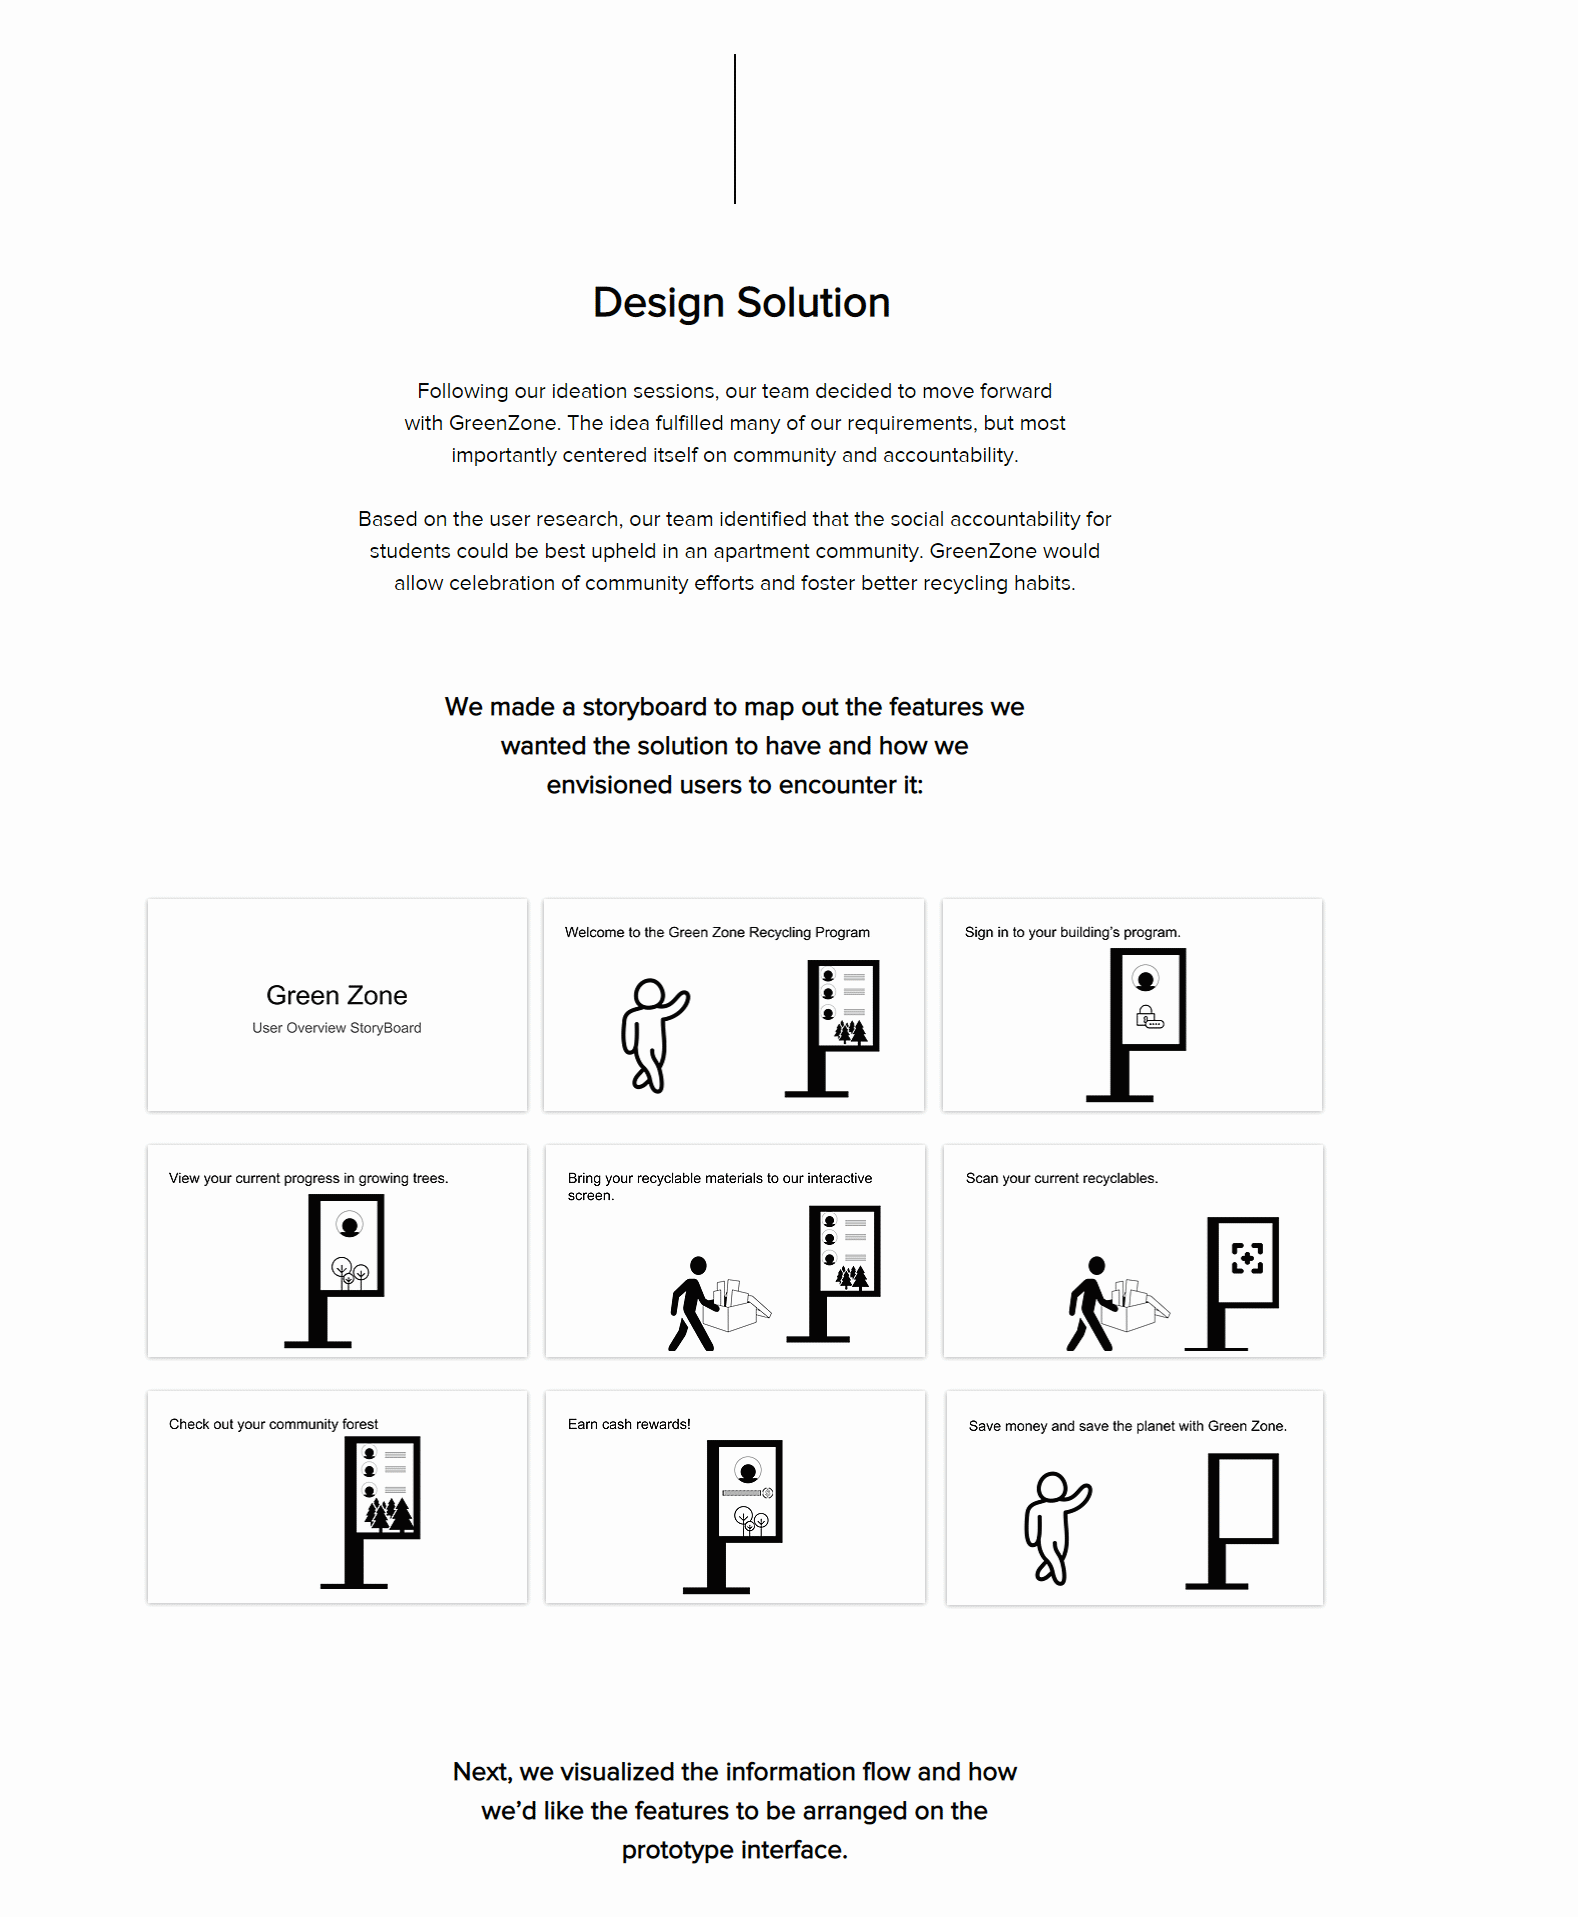 Design Solution
Following our ideation sessions, our team decided to move forward
with GreenZone. The idea fulfilled many of our requirements, but most
importantly centered itself on community and accountability.
Based on the user research, our team identified that the social accountability for
students could be best upheld in an apartment community. GreenZone would
allow celebration of community efforts and foster better recycling habits.
We made a storyboard to map out the features we
wanted the solution to have and how we
envisioned users to encounter it:
Green Zone
User Overview StoryBoard
Welcome to the Green Zone Recycling Program
Sign in to your building's program.
View your current progress in growing trees.
Bring your recyclable materials to our interactive
screen.
Scan your current recyclables.
Check out your community forest
Earn cash rewards!
Save money and save the planet with Green Zone.
Next, we visualized the information flow and how
we'd like the features to be arranged on the
prototype interface.